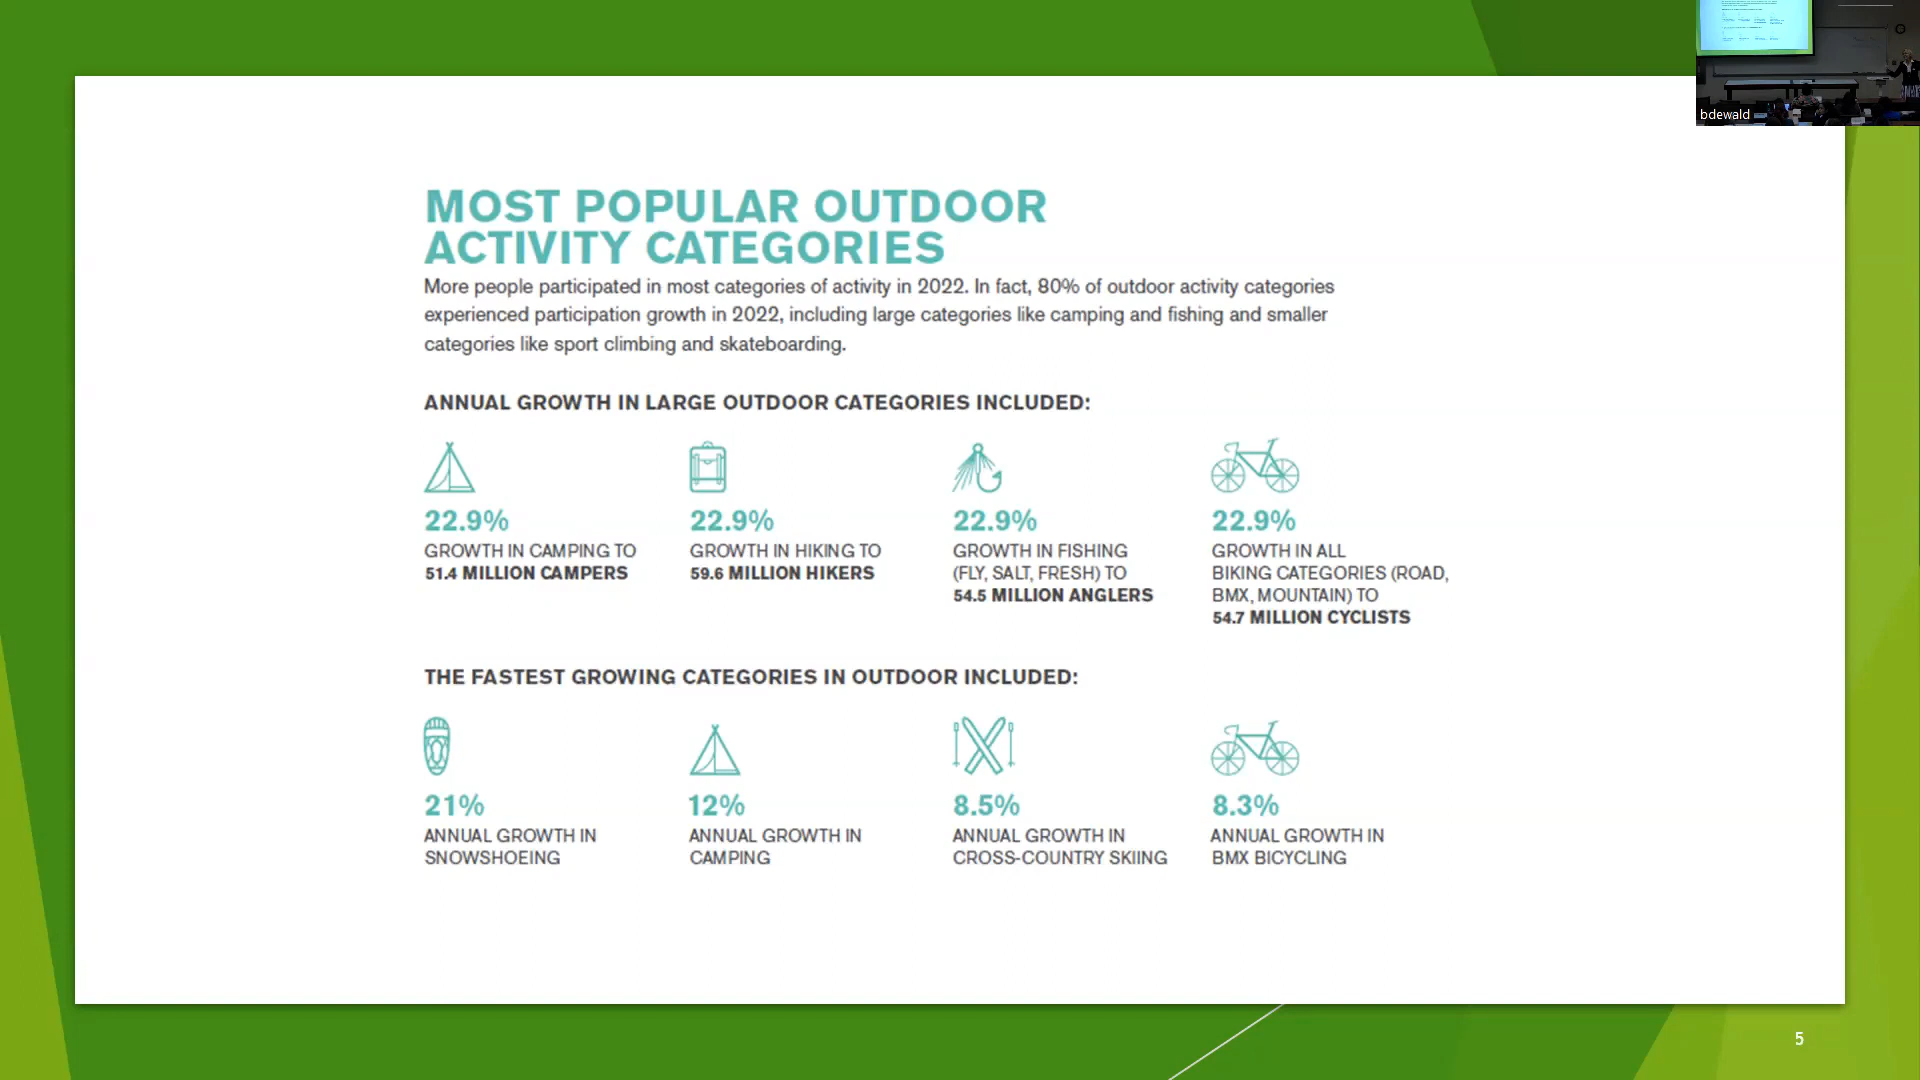 bdewald
MOST POPULAR OUTDOOR
ACTIVITY CATEGORIES
More people participated in most categories of activity in 2022. In fact, 80% of outdoor activity categories
experienced participation growth in 2022, including large categories like camping and fishing and smaller
categories like sport climbing and skateboarding.
ANNUAL GROWTH IN LARGE OUTDOOR CATEGORIES INCLUDED:
22.9%
GROWTH IN CAMPING TO
51.4 MILLION CAMPERS
22.9%
GROWTH IN HIKING TO
59.6 MILLION HIKERS
22.9%
GROWTH IN FISHING
(FLY, SALT, FRESH) TO
54.5 MILLION ANGLERS
22.9%
GROWTH IN ALL
BIKING CATEGORIES (ROAD,
BMX, MOUNTAIN) TO
54.7 MILLION CYCLISTS
THE FASTEST GROWING CATEGORIES IN OUTDOOR INCLUDED:
21%
ANNUAL GROWTH IN
SNOWSHOEING
12%
ANNUAL GROWTH IN
CAMPING
8.5%
ANNUAL GROWTH IN
CROSS-COUNTRY SKIING
8.3%
ANNUAL GROWTH IN
BMX BICYCLING
5